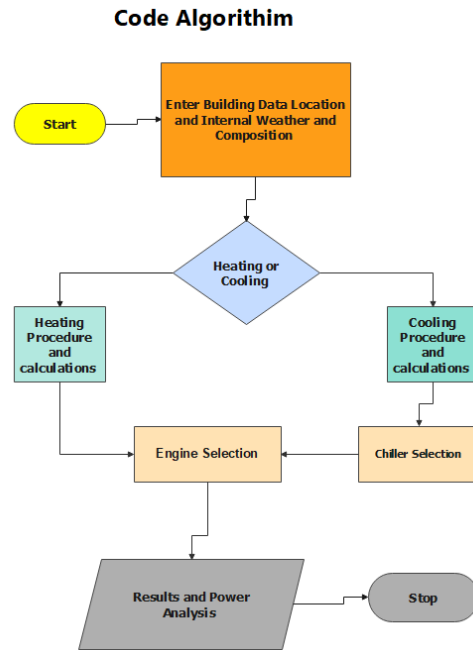 Code Algorithim
Enter Building Data Location
and Internal Weather and
Composition
Start
Heating or
Cooling
Heating
Procedure
and
calculations
Cooling
Procedure
and
calculations
Engine Selection
Chiller Selection
Results and Power
Analysis
Stop